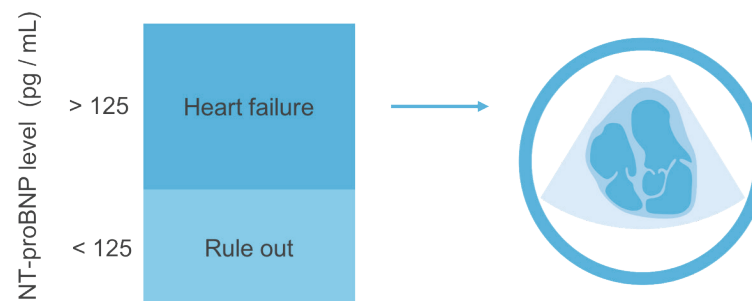 NT-proBNP level (pg / mL)
> 125
Heart failure
< 125
Rule out